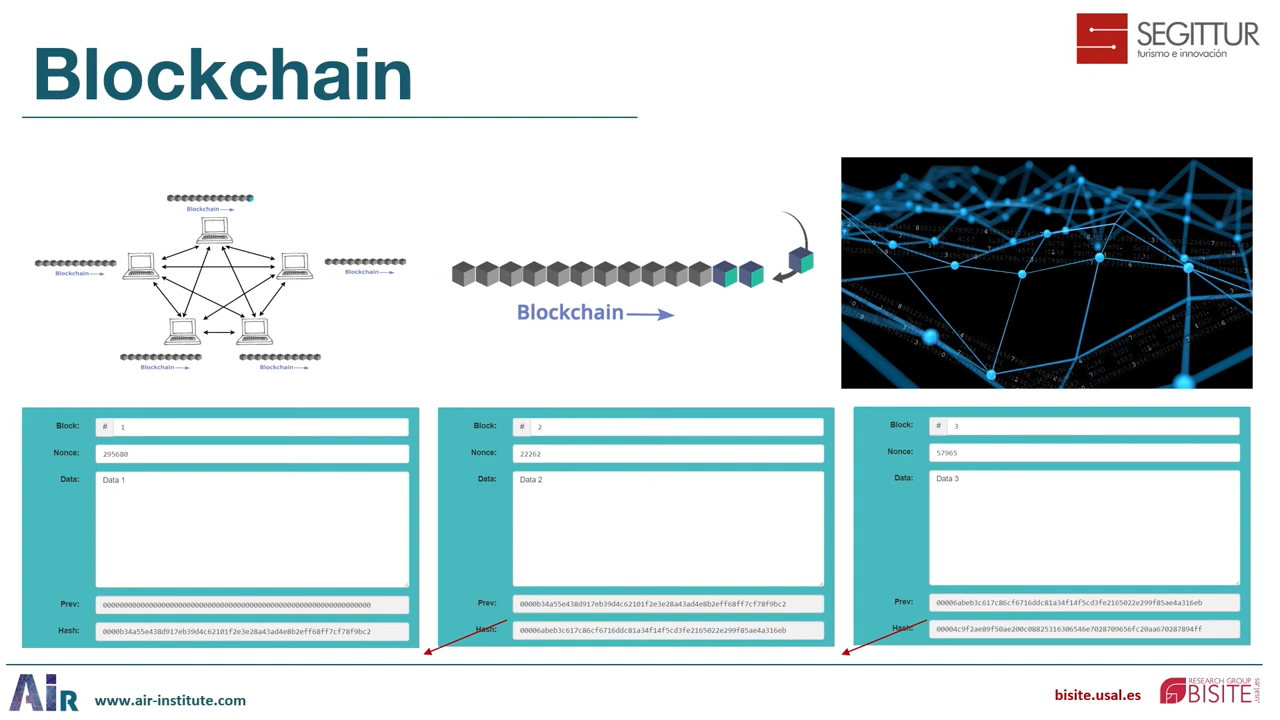 Blockchain
SEGITTUR
turismo e innovación
Blockchain
Blockchain
Blockchain
Blockchain
Blockchain
Blockchain
Block: # 1
Nonce: 295680
Data: Data 1
Prev: 0000000000000000000000000000000000000000000000000000000000000000
Hash: 0000b34a55e438d917eb39d4c62101f2e3e28a43ad4e8b2eff68ff7cf78f9bc2
Block: # 2
Nonce: 22262
Data: Data 2
Prev: 0000b34a55e438d917eb39d4c62101f2e3e28a43ad4e8b2eff68ff7cf78f9bc2
Hash: 00006abeb3c617c86cf6716ddc81a34f14f5cd3fe2165022e299f85ae4a316eb
Block: # 3
Nonce: 57965
Data: Data 3
Prev: 00006abeb3c617c86cf6716ddc81a34f14f5cd3fe2165022e299f85ae4a316eb
Hash: 00004c9f2ae89f50ae200c08825316306546e7028709656fc20aa670287894ff
AIR
www.air-institute.com
bisite.usal.es
RESEARCH GROUP
BISITE